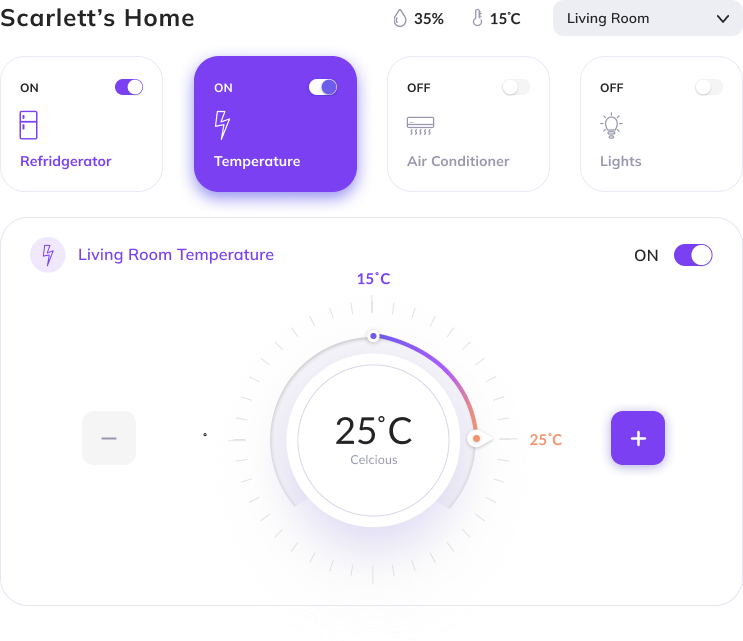 Scarlett’s Home
35%
15°C
Living Room
ON
ON
OFF
OFF
Refridgerator
Temperature
Air Conditioner
Lights
Living Room Temperature
ON
15°C
25°C
Celcious
°
25°C